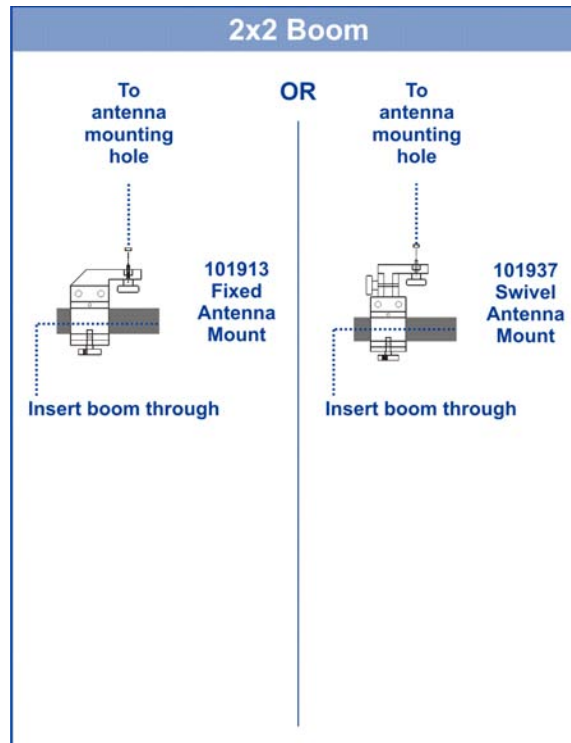 2x2 Boom
To
antenna
mounting
hole
101913
Fixed
Antenna
Mount
Insert boom through
OR
To
antenna
mounting
hole
101937
Swivel
Antenna
Mount
Insert boom through